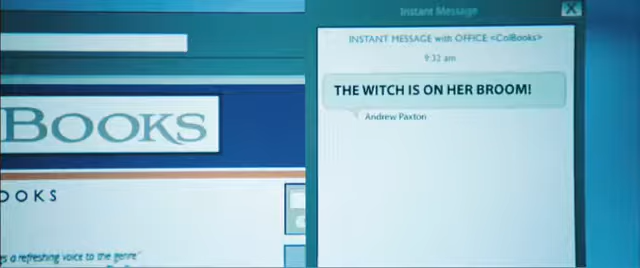 Instant Message
X
INSTANT MESSAGE with OFFICE <ColBooks>
9:32 am
THE WITCH IS ON HER BROOM!
Andrew Paxton
BOOKS
OOKS
a refreshing voice to the genre"